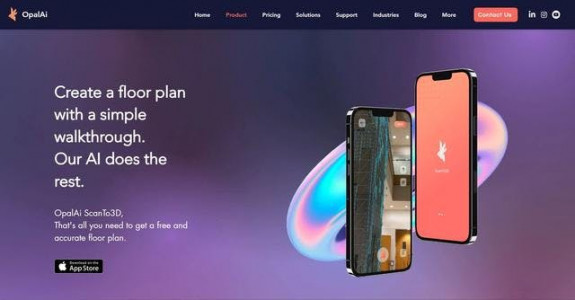 OpalAi
Home Product Pricing Solutions Support Industries Blog More Contact Us
Create a floor plan
with a simple
walkthrough.
Our AI does the
rest.
OpalAi ScanTo3D,
That's all you need to get a free and
accurate floor plan.
Download on the
App Store